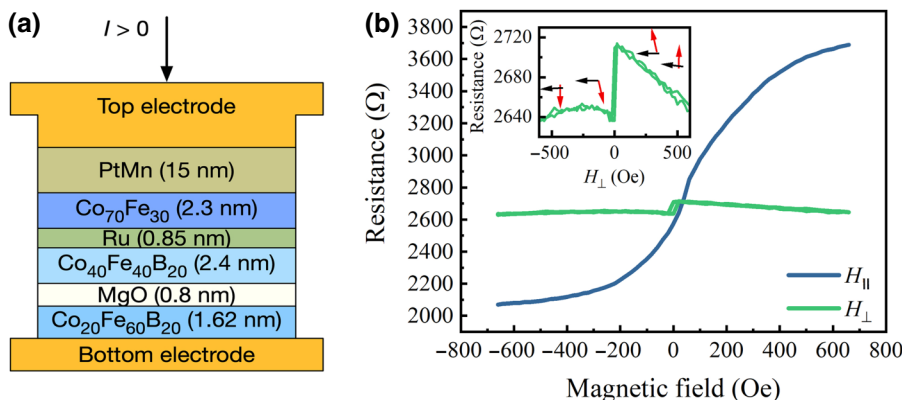 (a)
I > 0
Top electrode
PtMn (15 nm)
Co₇₀Fe₃₀ (2.3 nm)
Ru (0.85 nm)
Co₄₀Fe₄₀B₂₀ (2.4 nm)
MgO (0.8 nm)
Co₂₀Fe₆₀B₂₀ (1.62 nm)
Bottom electrode
(b)
Resistance (Ω)
3800
3600
3400
3200
3000
2800
2600
2400
2200
2000
−800
−600
−400
−200
0
200
400
600
800
Magnetic field (Oe)
Resistance (Ω)
2720
2680
2640
−500
0
500
H⊥ (Oe)
H||
H⊥